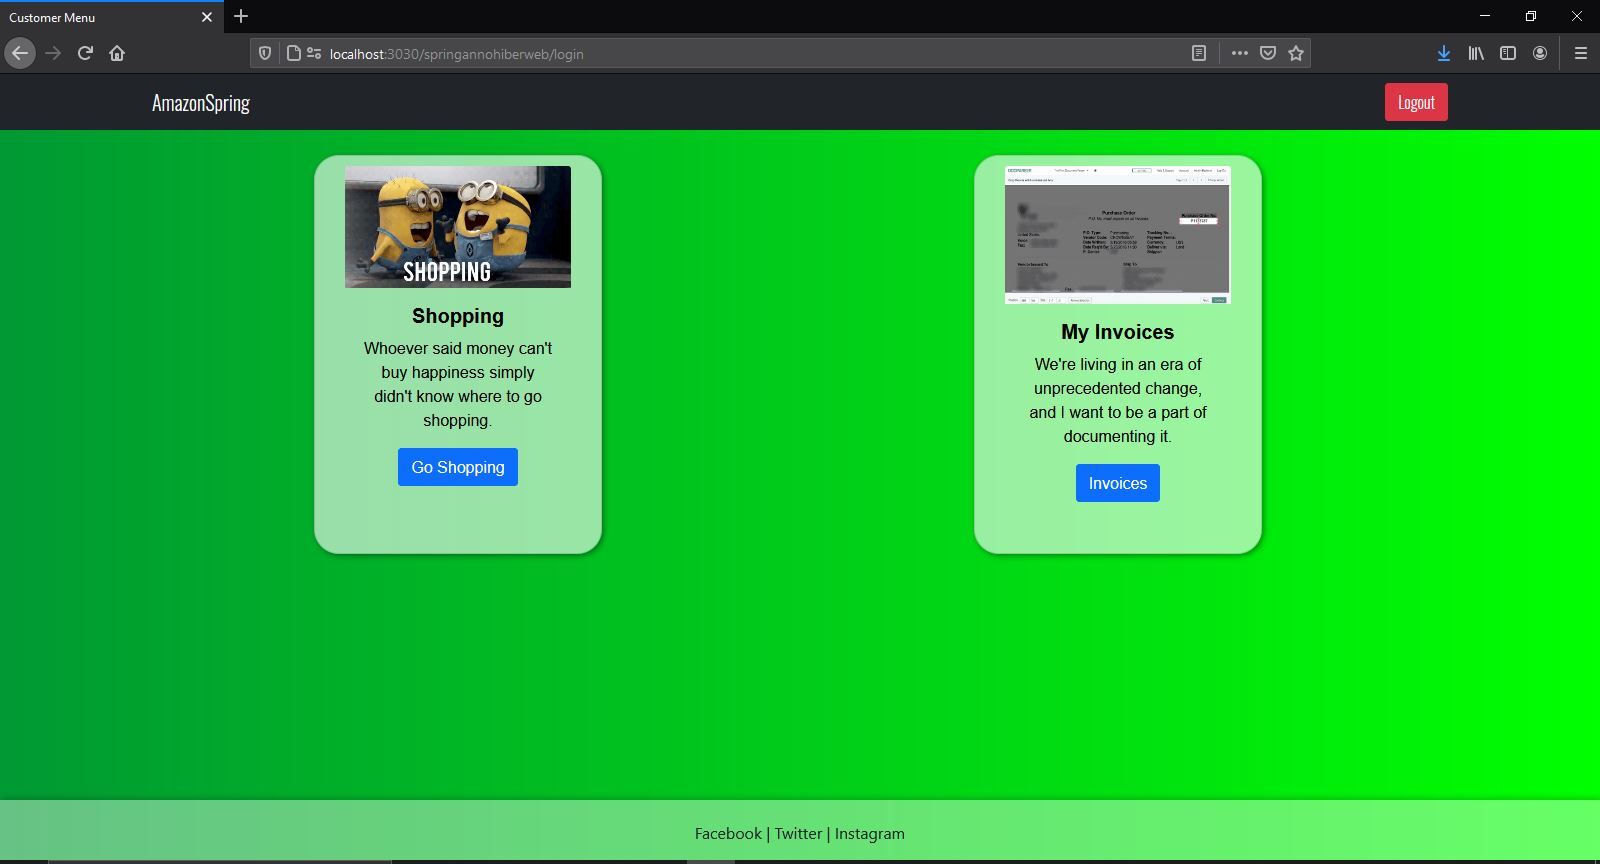 Customer Menu
localhost:3030/springannohiberweb/login
AmazonSpring
Logout
SHOPPING
Shopping
Whoever said money can't
buy happiness simply
didn't know where to go
shopping.
Go Shopping
Purchase Order
My Invoices
We're living in an era of
unprecedented change,
and I want to be a part of
documenting it.
Invoices
Facebook | Twitter | Instagram